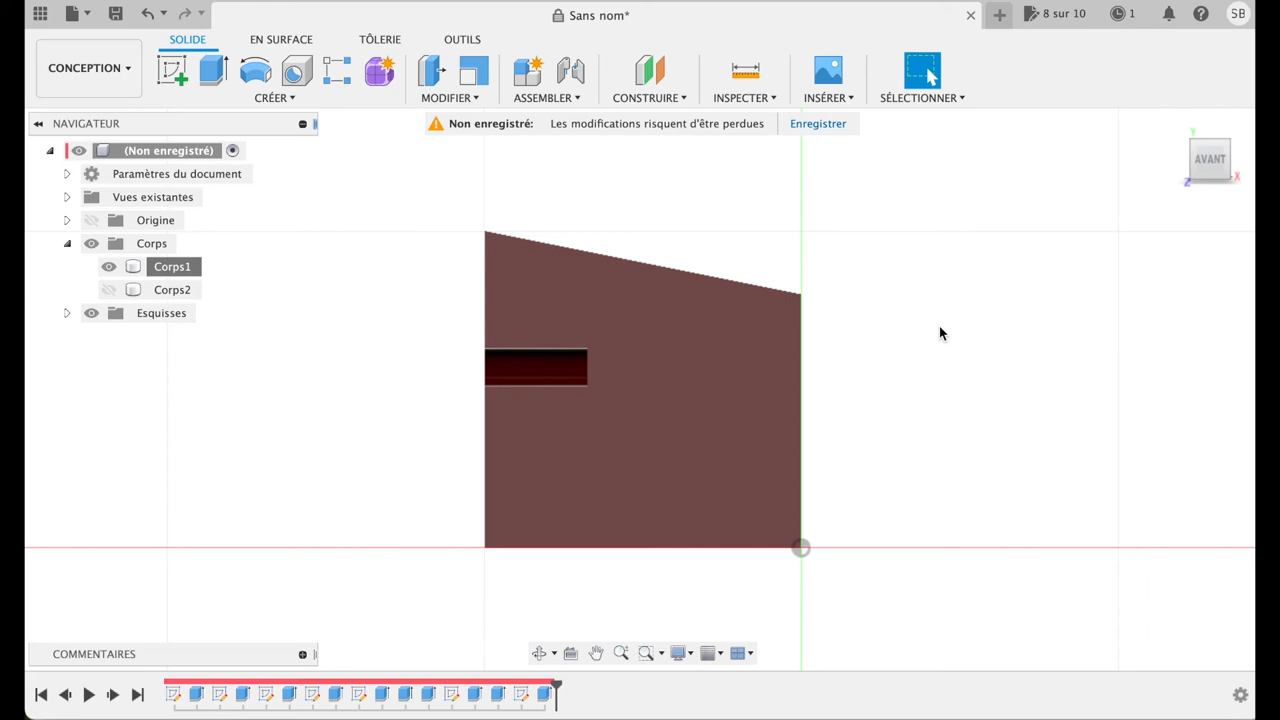 Sans nom*
8 sur 10
1
SB
CONCEPTION
SOLIDE
EN SURFACE
TÔLERIE
OUTILS
CRÉER
MODIFIER
ASSEMBLER
CONSTRUIRE
INSPECTER
INSÉRER
SÉLECTIONNER
NAVIGATEUR
Non enregistré: Les modifications risquent d'être perdues Enregistrer
(Non enregistré)
Paramètres du document
Vues existantes
Origine
Corps
Corps1
Corps2
Esquisses
Y
AVANT
X
Z
COMMENTAIRES